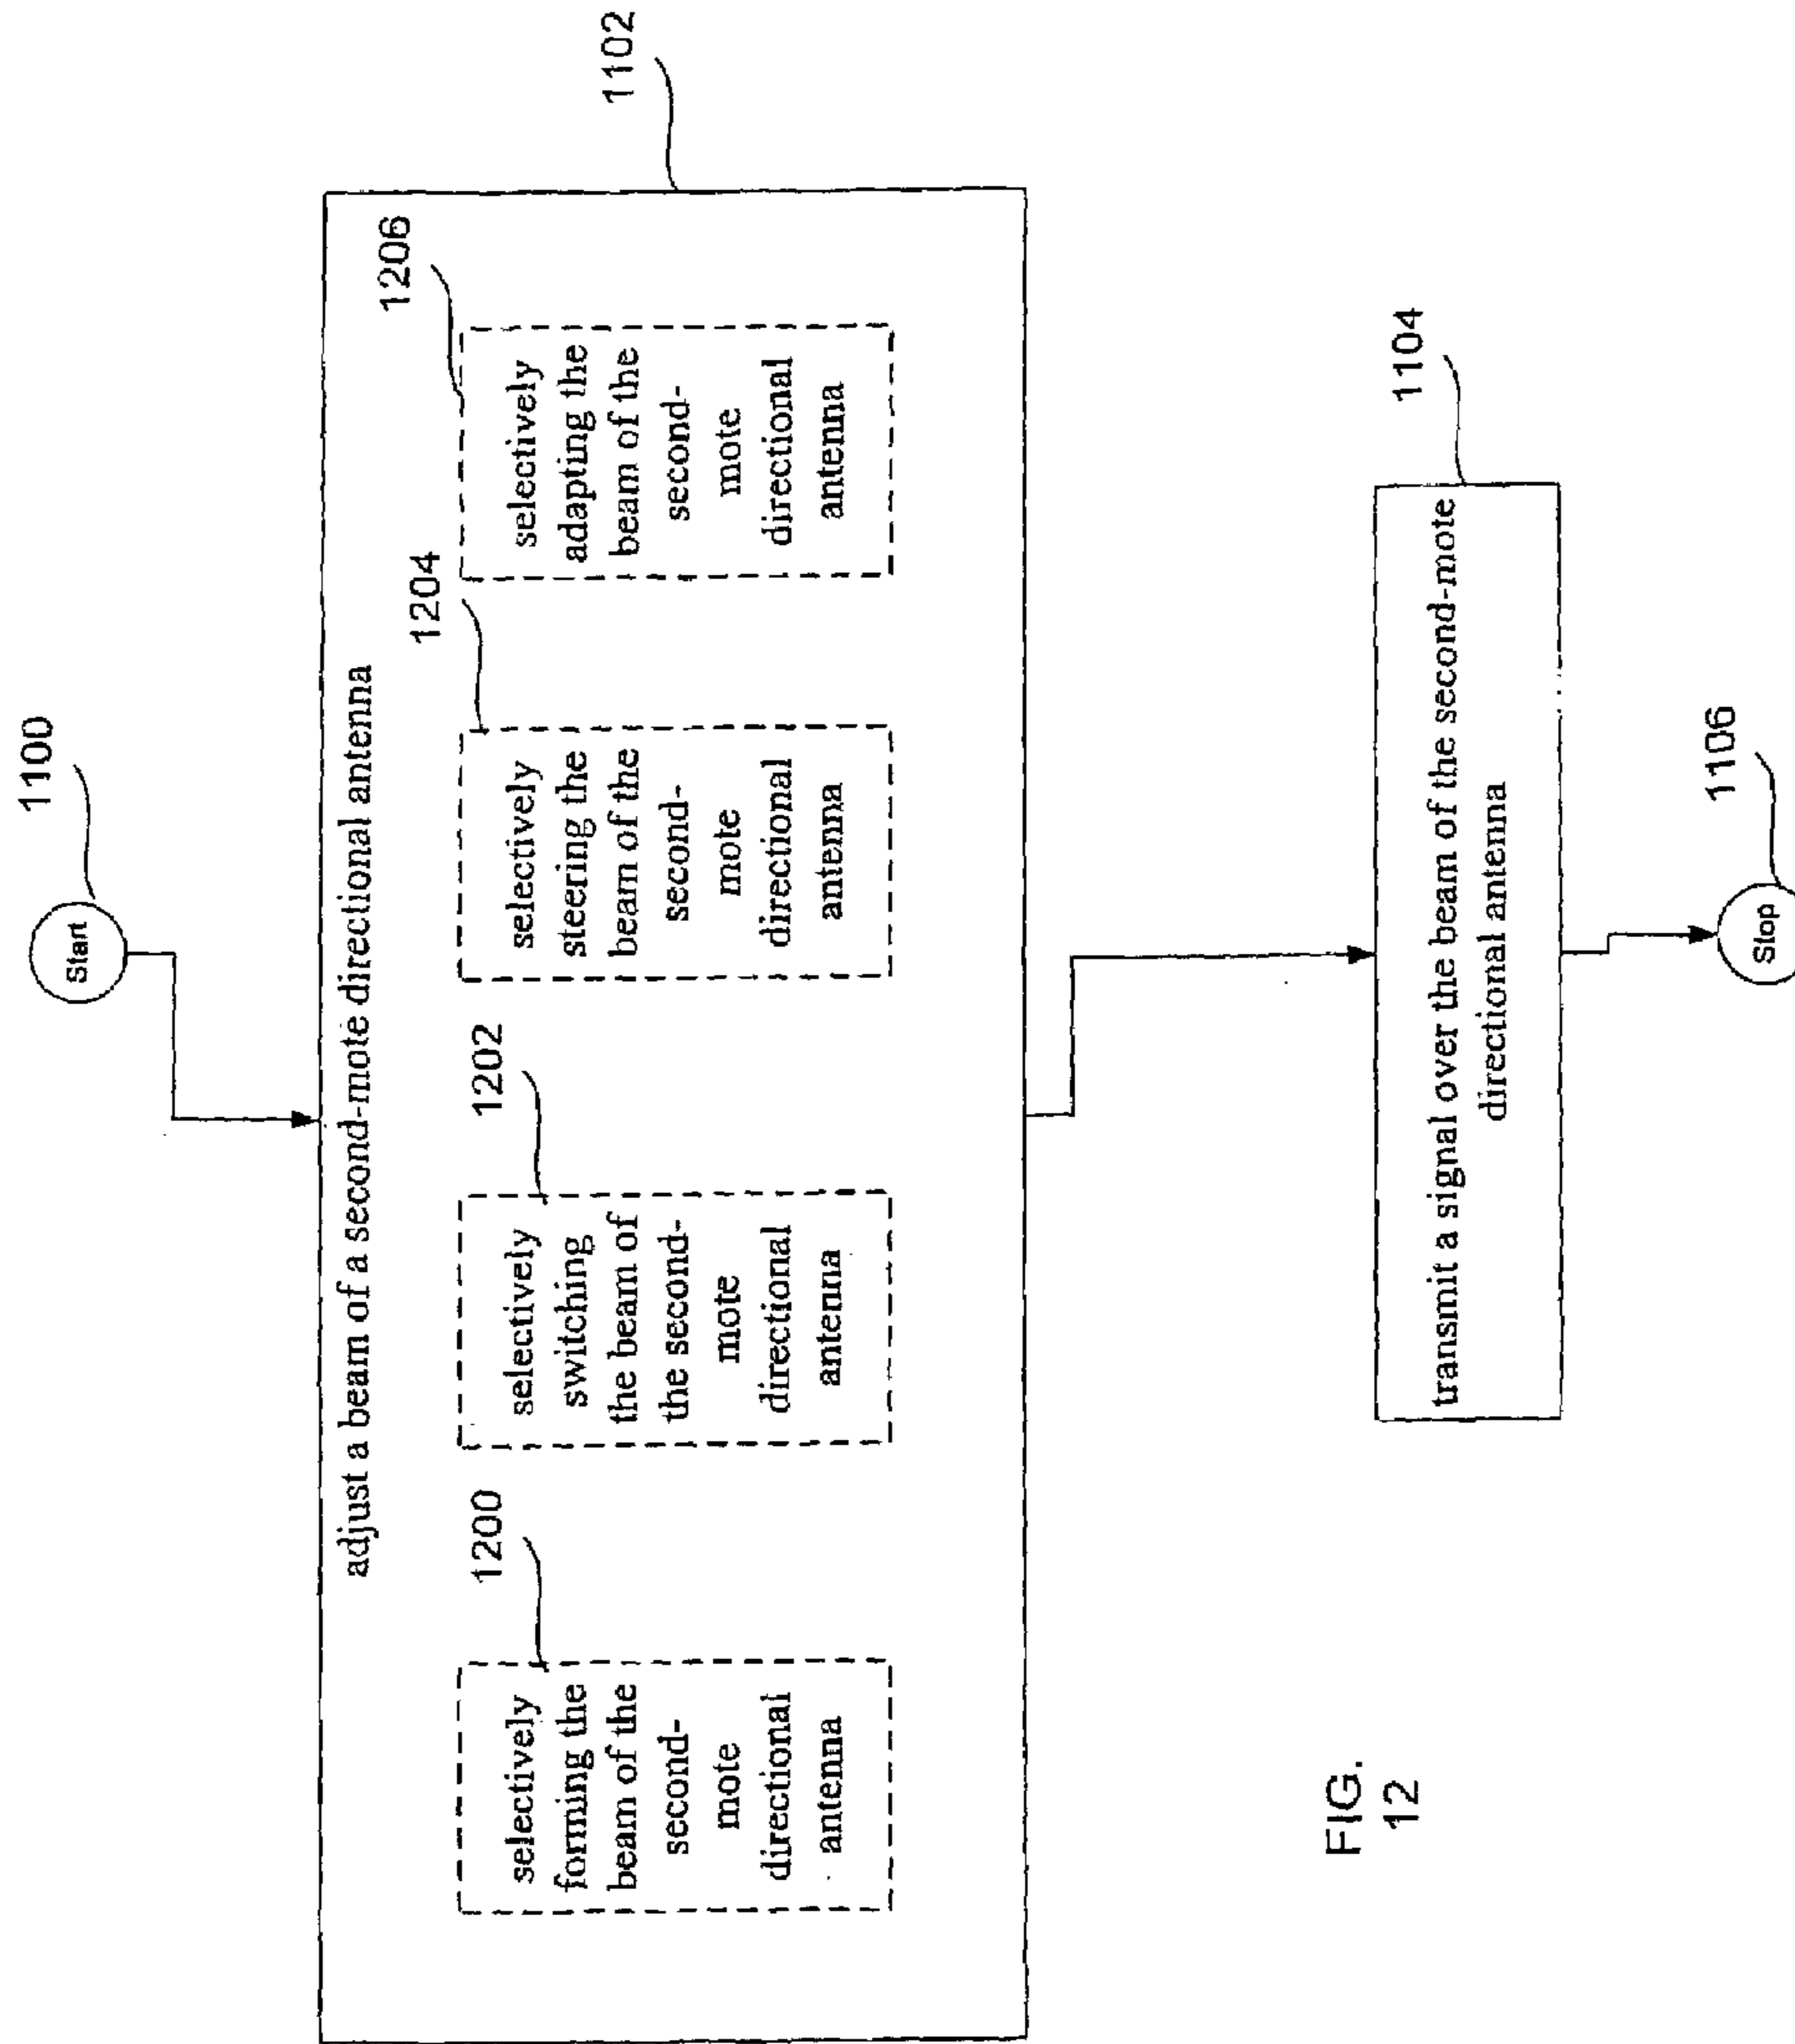 1100
Start
1102
adjust a beam of a second-mote directional antenna
1200
selectively
forming the
beam of the
second-
mote
directional
antenna
1202
selectively
switching
the beam of
the second-
mote
directional
antenna
1204
selectively
steering the
beam of the
second-
mote
directional
antenna
1206
selectively
adapting the
beam of the
second-
mote
directional
antenna
1104
transmit a signal over the beam of the second-mote
directional antenna
1106
Stop
FIG.
12